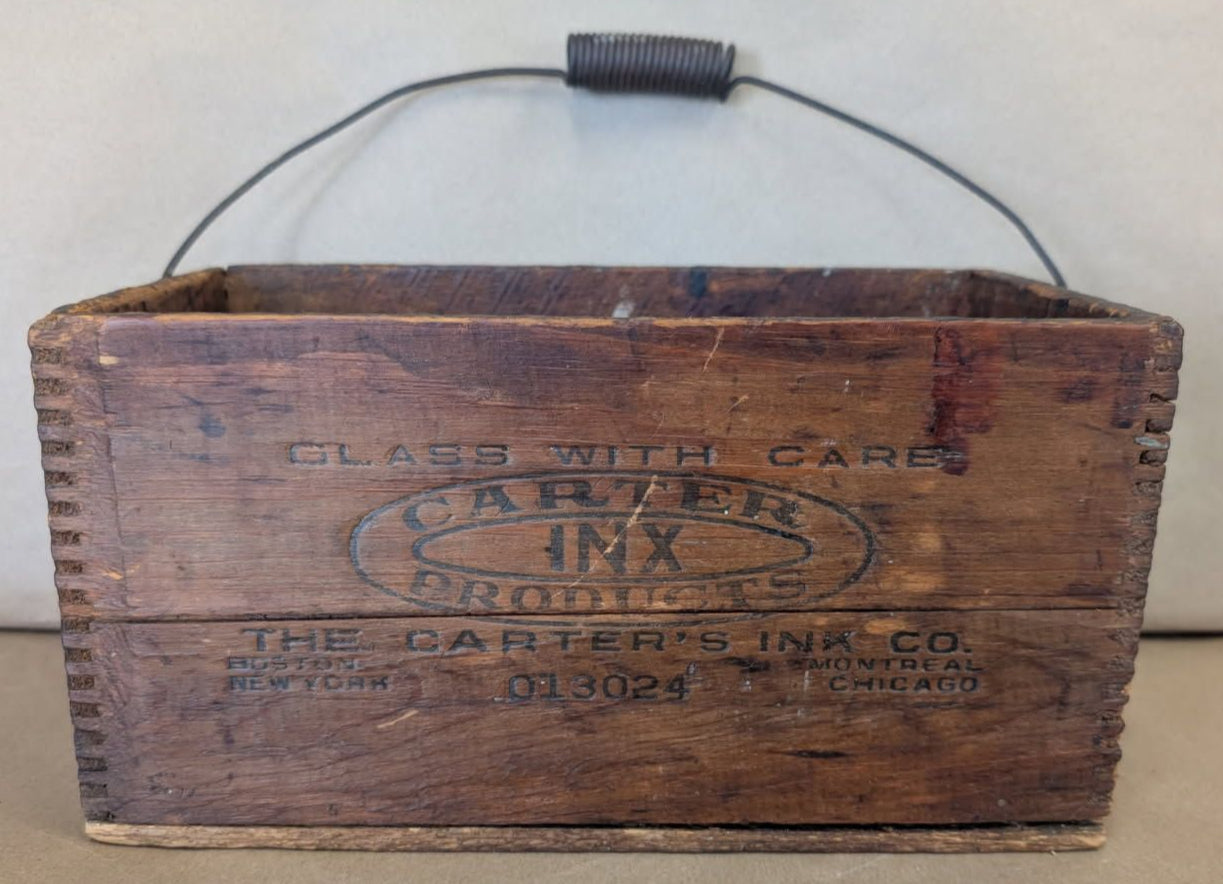 GLASS WITH CARE
CARTER
INX
PRODUCTS
THE CARTER'S INK CO.
BOSTON MONTREAL
NEW YORK 013024 CHICAGO